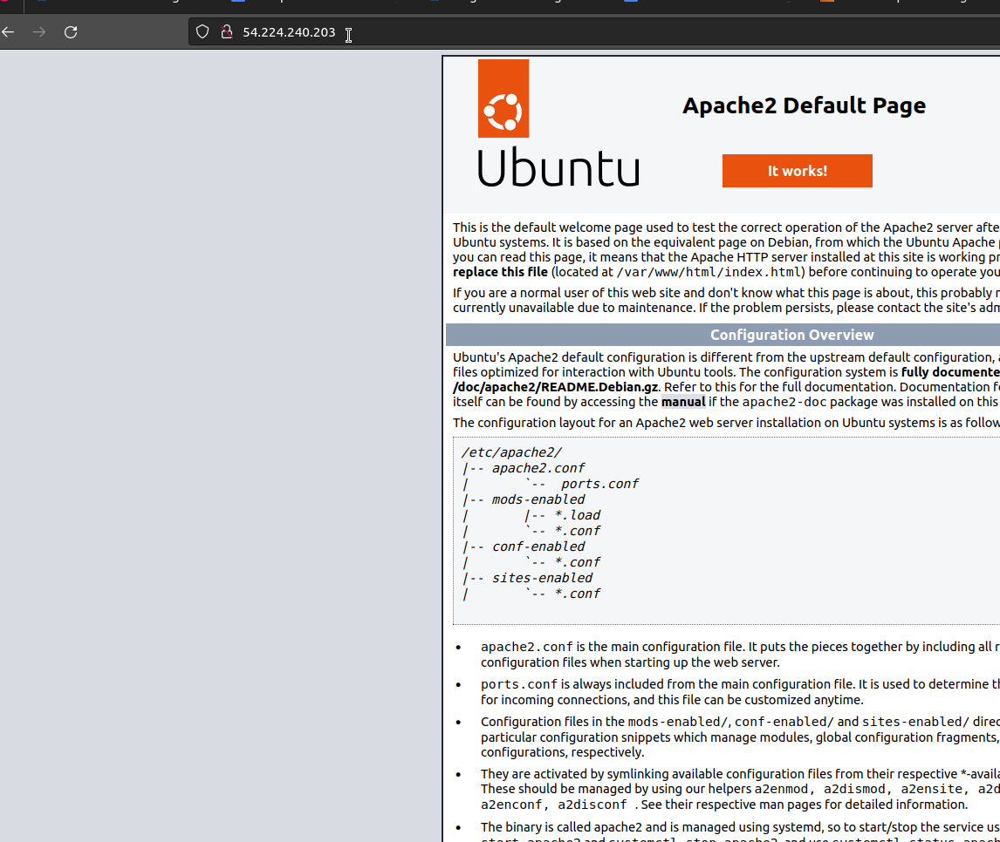 54.224.240.203
Apache2 Default Page
Ubuntu
It works!
This is the default welcome page used to test the correct operation of the Apache2 server afte
Ubuntu systems. It is based on the equivalent page on Debian, from which the Ubuntu Apache
you can read this page, it means that the Apache HTTP server installed at this site is working pr
replace this file (located at /var/www/html/index.html) before continuing to operate you
If you are a normal user of this web site and don't know what this page is about, this probably
currently unavailable due to maintenance. If the problem persists, please contact the site's adm
Configuration Overview
Ubuntu's Apache2 default configuration is different from the upstream default configuration,
files optimized for interaction with Ubuntu tools. The configuration system is fully documente
/doc/apache2/README.Debian.gz. Refer to this for the full documentation. Documentation fo
itself can be found by accessing the manual if the apache2-doc package was installed on this
The configuration layout for an Apache2 web server installation on Ubuntu systems is as follow
/etc/apache2/
|-- apache2.conf
|       `--  ports.conf
|-- mods-enabled
|       |-- *.load
|       `-- *.conf
|-- conf-enabled
|       `-- *.conf
|-- sites-enabled
|       `-- *.conf
• apache2.conf is the main configuration file. It puts the pieces together by including all r
configuration files when starting up the web server.
• ports.conf is always included from the main configuration file. It is used to determine th
for incoming connections, and this file can be customized anytime.
• Configuration files in the mods-enabled/, conf-enabled/ and sites-enabled/ direc
particular configuration snippets which manage modules, global configuration fragments,
configurations, respectively.
• They are activated by symlinking available configuration files from their respective *-availa
These should be managed by using our helpers a2enmod, a2dismod, a2ensite, a2d
a2enconf, a2disconf . See their respective man pages for detailed information.
• The binary is called apache2 and is managed using systemd, so to start/stop the service us
start apache2 and systemctl stop apache2, and use systemctl status apach